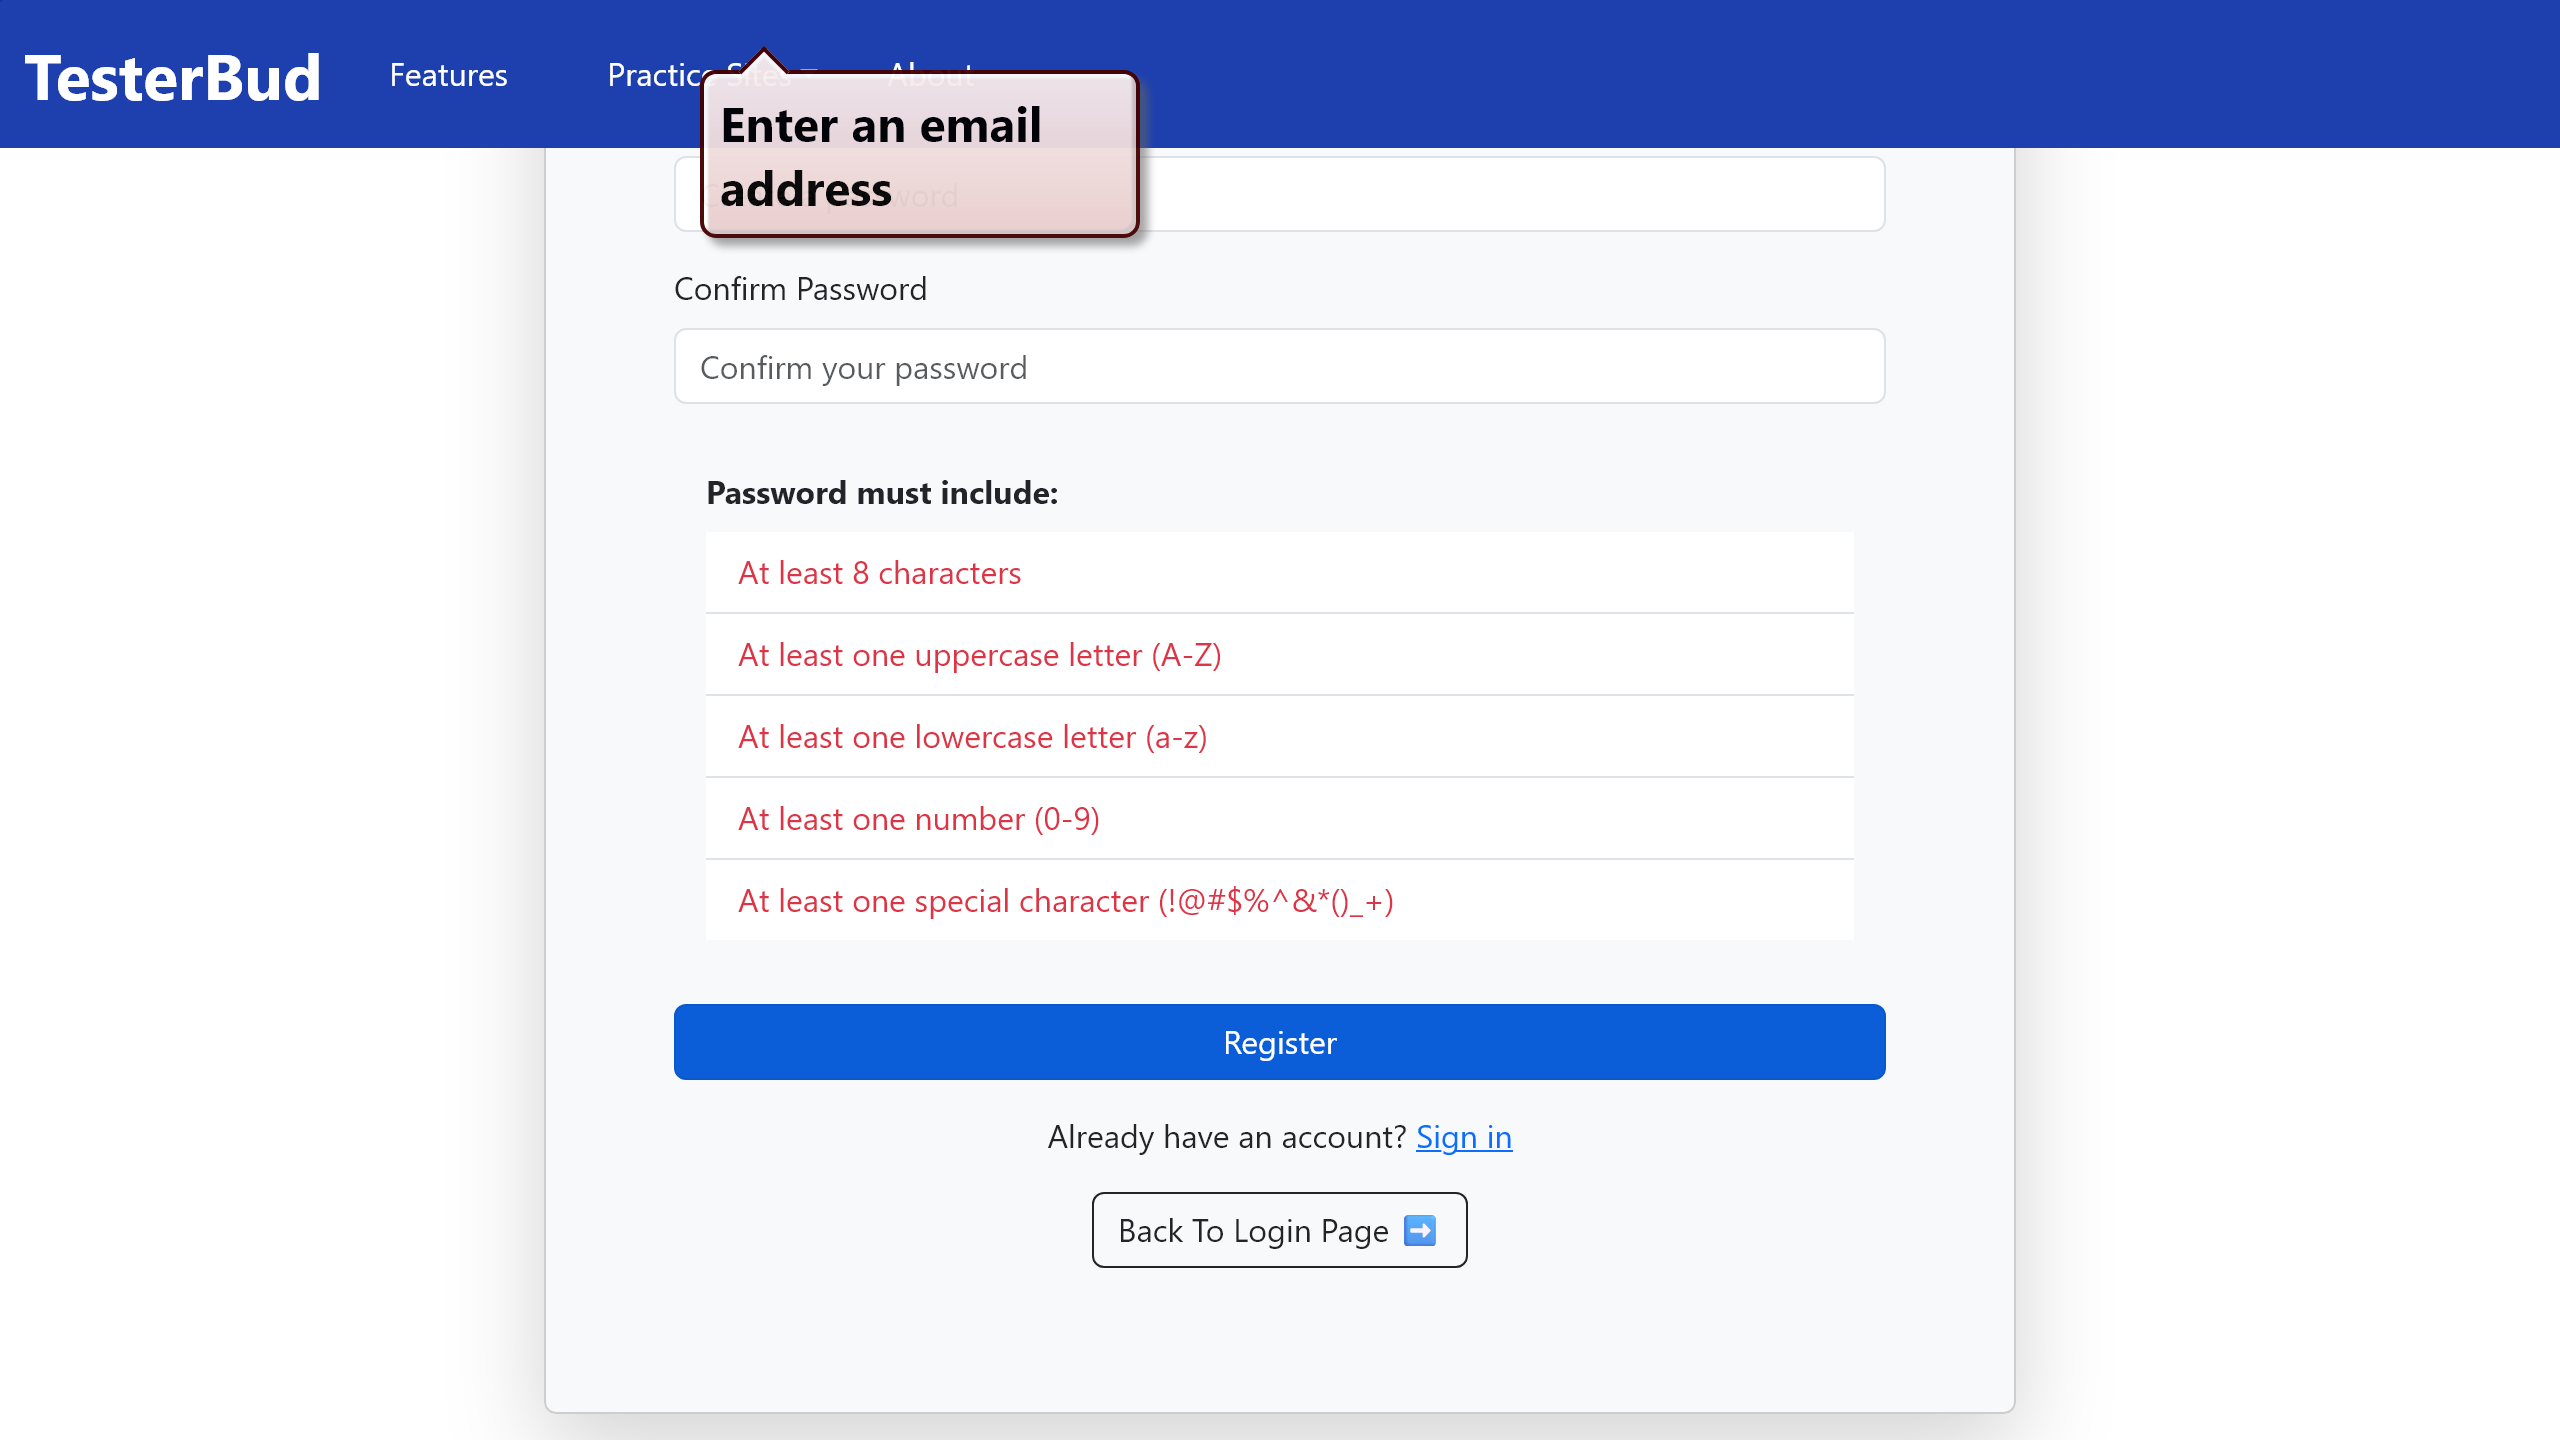 TesterBud
Features
Practice Sites
About
Enter an email
address
Confirm Password
Confirm your password
Password must include:
At least 8 characters
At least one uppercase letter (A-Z)
At least one lowercase letter (a-z)
At least one number (0-9)
At least one special character (!@#$%^&*()_+)
Register
Already have an account? Sign in
Back To Login Page ➡️